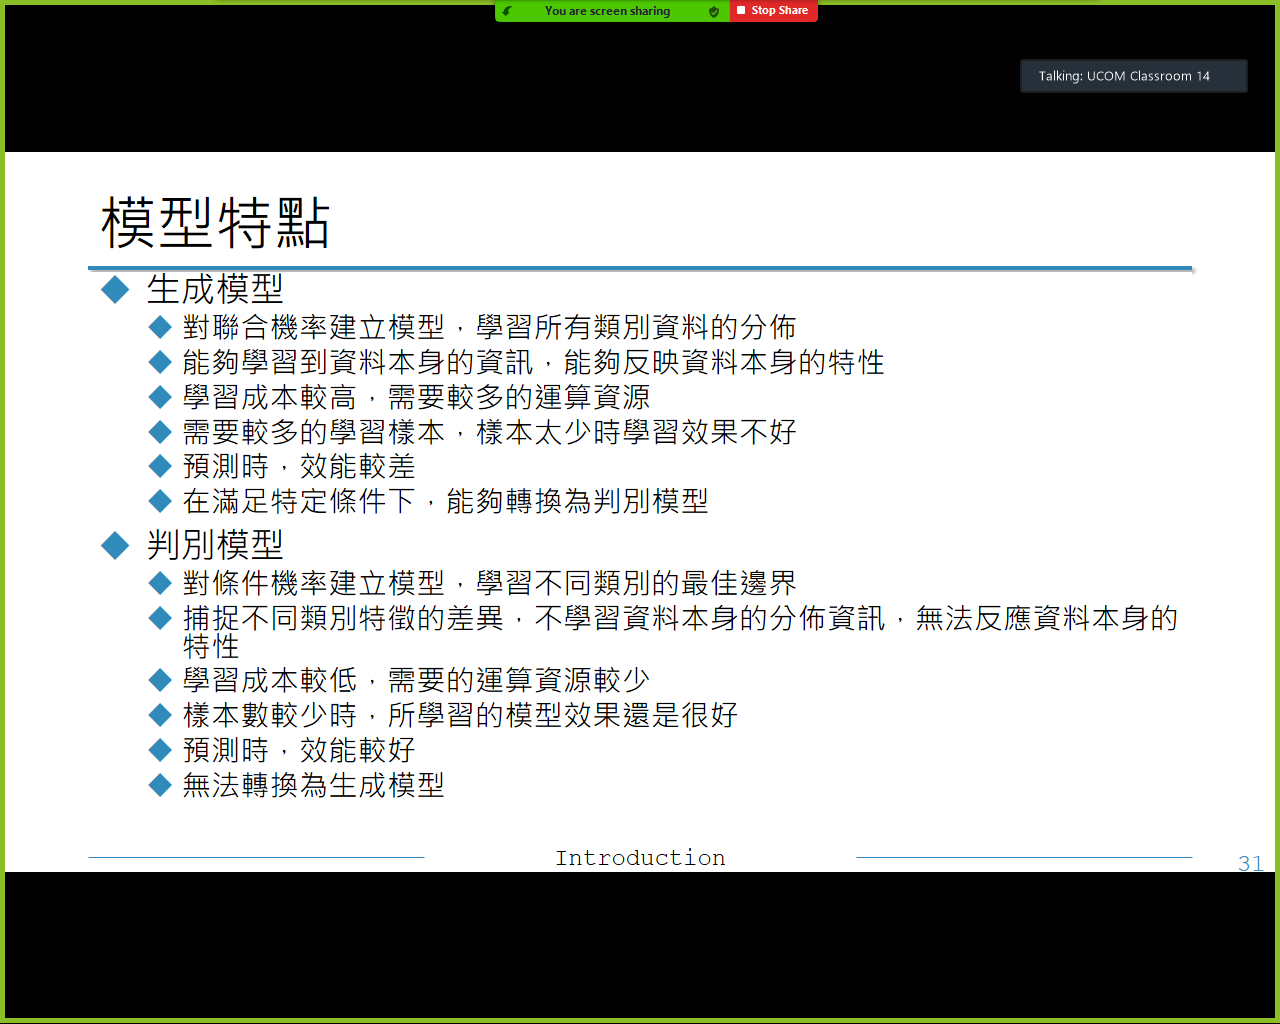 You are screen sharing
Stop Share
Talking: UCOM Classroom 14
模型特點
生成模型
對聯合機率建立模型，學習所有類別資料的分佈
能夠學習到資料本身的資訊，能夠反映資料本身的特性
學習成本較高，需要較多的運算資源
需要較多的學習樣本，樣本太少時學習效果不好
預測時，效能較差
在滿足特定條件下，能夠轉換為判別模型
判別模型
對條件機率建立模型，學習不同類別的最佳邊界
捕捉不同類別特徵的差異，不學習資料本身的分佈資訊，無法反應資料本身的
特性
學習成本較低，需要的運算資源較少
樣本數較少時，所學習的模型效果還是很好
預測時，效能較好
無法轉換為生成模型
Introduction
31